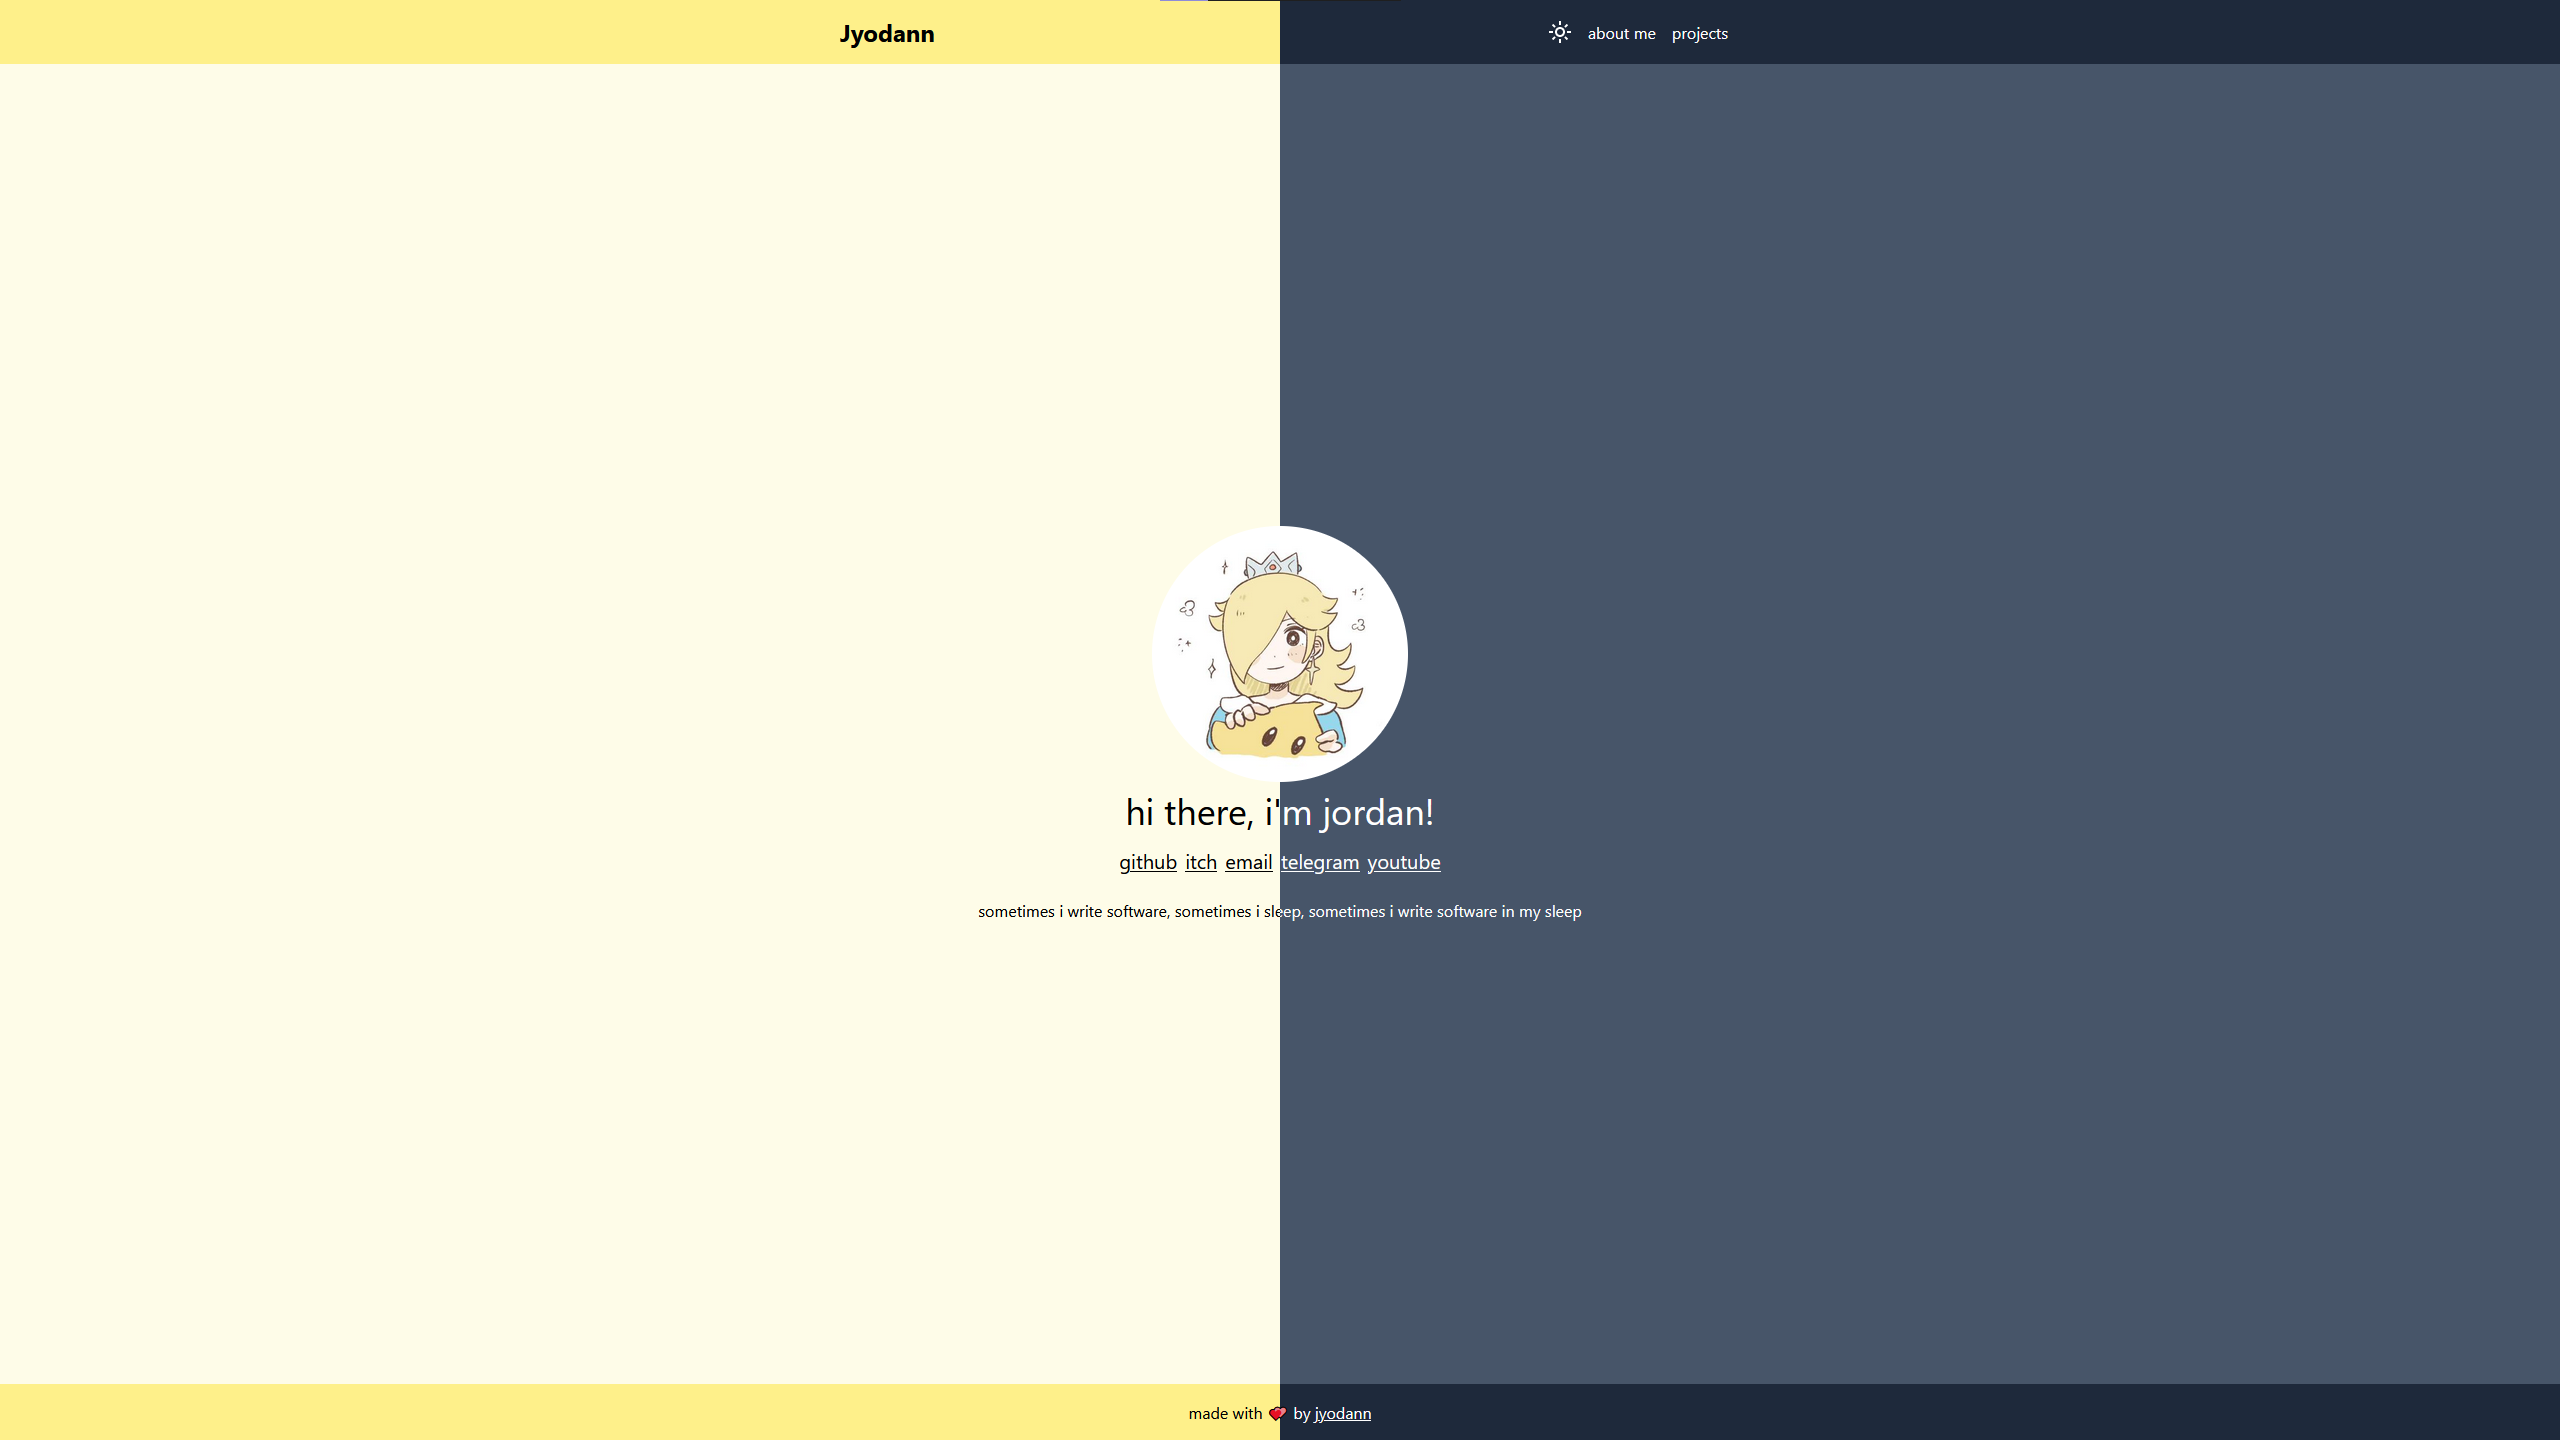 Jyodann
about me projects
hi there, i'm jordan!
github itch email telegram youtube
sometimes i write software, sometimes i sleep, sometimes i write software in my sleep
made with 💕 by jyodann